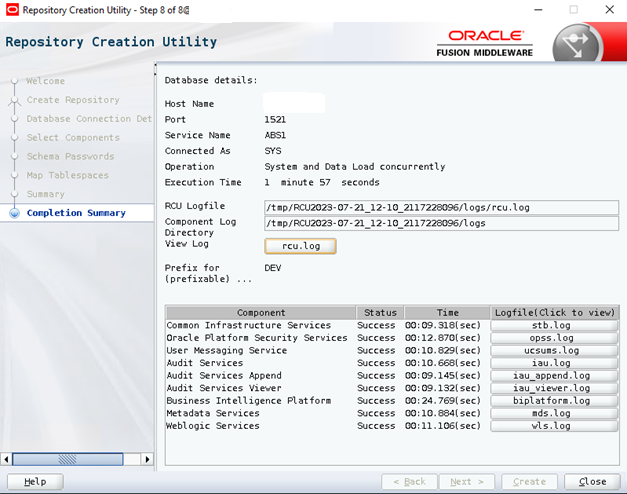 Repository Creation Utility - Step 8 of 8@
Repository Creation Utility
ORACLE
FUSION MIDDLEWARE
Welcome
Create Repository
Database Connection Det
Select Components
Schema Passwords
Map Tablespaces
Summary
Completion Summary
Database details:
Host Name
Port 1521
Service Name ABS1
Connected As SYS
Operation System and Data Load concurrently
Execution Time 1 minute 57 seconds
RCU Logfile /tmp/RCU2023-07-21_12-10_2117228096/logs/rcu.log
Component Log Directory /tmp/RCU2023-07-21_12-10_2117228096/logs
View Log rcu.log
Prefix for (prefixable) ... DEV
Component Status Time Logfile(Click to view)
Common Infrastructure Services Success 00:09.318(sec) stb.log
Oracle Platform Security Services Success 00:12.870(sec) opss.log
User Messaging Service Success 00:10.829(sec) ucsums.log
Audit Services Success 00:10.668(sec) iau.log
Audit Services Append Success 00:09.145(sec) iau_append.log
Audit Services Viewer Success 00:09.132(sec) iau_viewer.log
Business Intelligence Platform Success 00:24.769(sec) biplatform.log
Metadata Services Success 00:10.884(sec) mds.log
Weblogic Services Success 00:11.106(sec) wls.log
Help
< Back
Next >
Create
Close